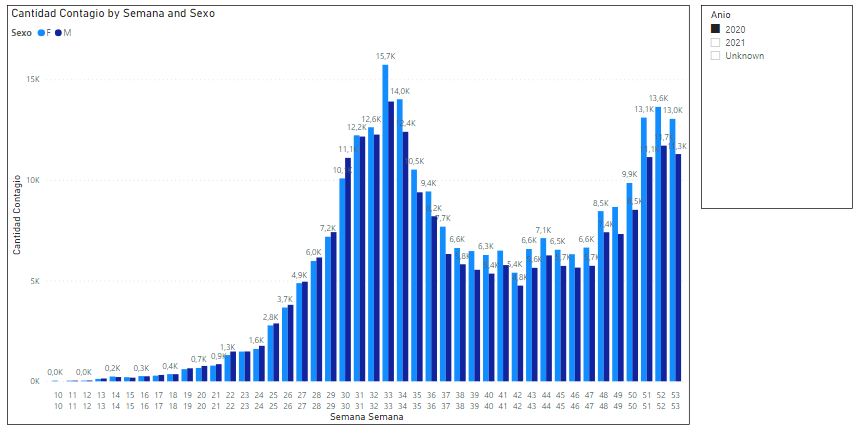 Cantidad Contagio by Semana and Sexo
Sexo F M
Cantidad Contagio
15K
10K
5K
0K
0,0K 0,0K 0,2K 0,3K 0,4K 0,7K 0,9K 1,3K 1,6K 2,8K 3,7K 4,9K 6,0K 7,2K 12,2K 12,6K 15,7K 14,0K 12,4K 9,4K 6,6K 6,3K 5,4K 6,6K 7,1K 6,5K 6,6K 8,5K 9,9K 13,1K 13,6K 13,0K
10 11 12 13 14 15 16 17 18 19 20 21 22 23 24 25 26 27 28 29 30 31 32 33 34 35 36 37 38 39 40 41 42 43 44 45 46 47 48 49 50 51 52 53
10 11 12 13 14 15 16 17 18 19 20 21 22 23 24 25 26 27 28 29 30 31 32 33 34 35 36 37 38 39 40 41 42 43 44 45 46 47 48 49 50 51 52 53
Semana Semana
Anio
2020
2021
Unknown